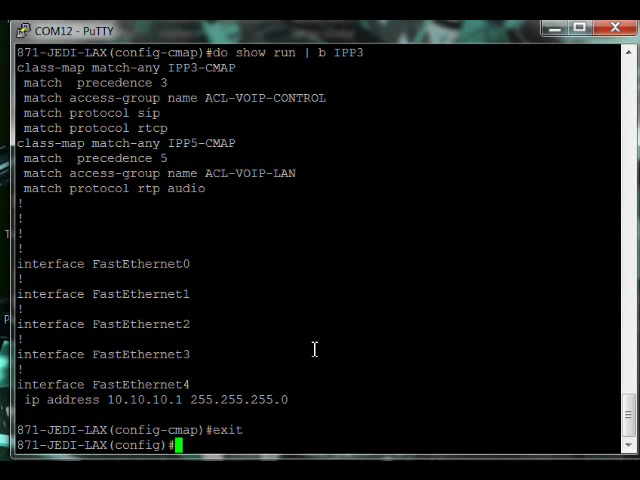 COM12 - PuTTY
871-JEDI-LAX(config-cmap)#do show run | b IPP3
class-map match-any IPP3-CMAP
 match  precedence 3
 match access-group name ACL-VOIP-CONTROL
 match protocol sip
 match protocol rtcp
class-map match-any IPP5-CMAP
 match  precedence 5
 match access-group name ACL-VOIP-LAN
 match protocol rtp audio
!
!
!
!
interface FastEthernet0
!
interface FastEthernet1
!
interface FastEthernet2
!
interface FastEthernet3
!
interface FastEthernet4
 ip address 10.10.10.1 255.255.255.0
871-JEDI-LAX(config-cmap)#exit
871-JEDI-LAX(config)#